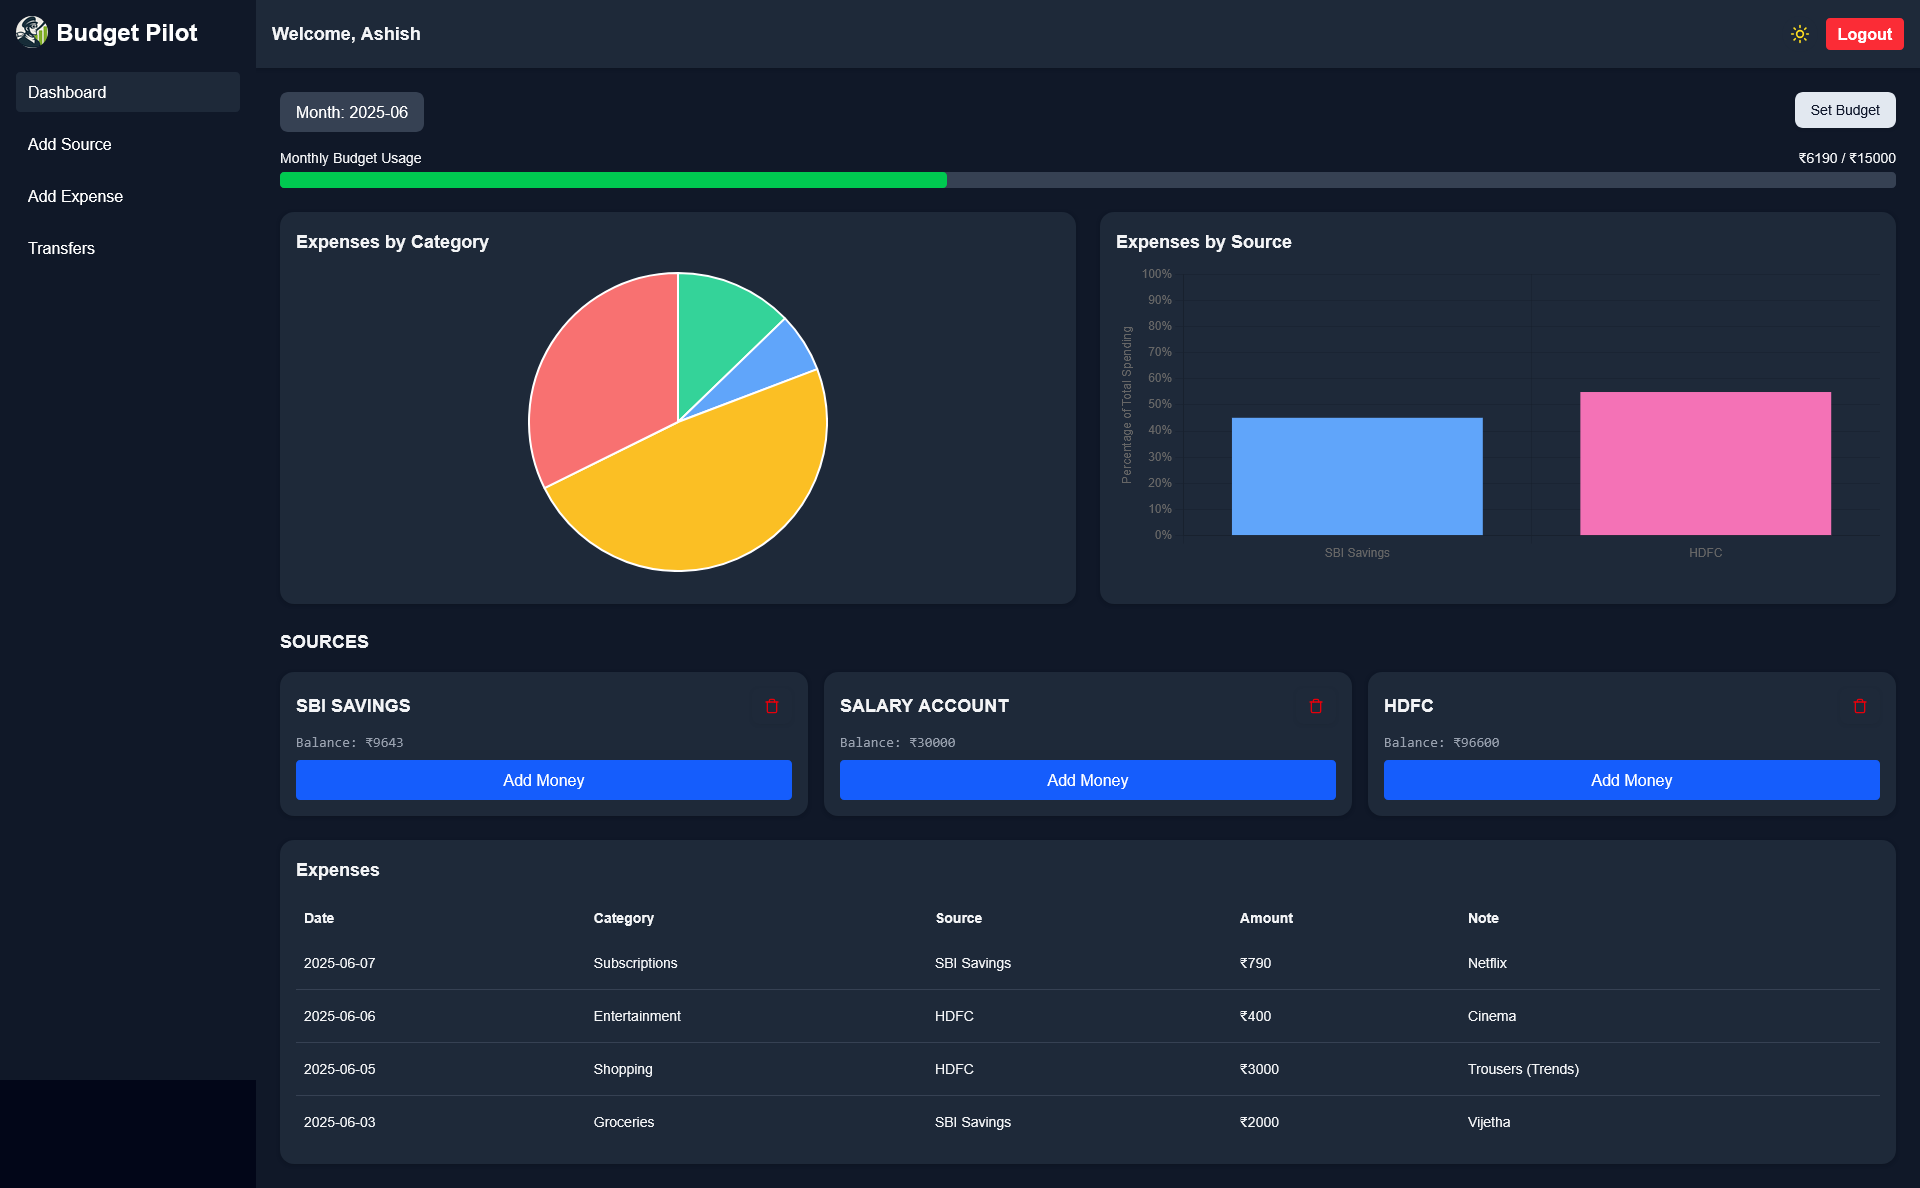 Budget Pilot
Welcome, Ashish
Logout
Dashboard
Add Source
Add Expense
Transfers
Month: 2025-06
Set Budget
Monthly Budget Usage
₹6190 / ₹15000
Expenses by Category
Expenses by Source
Percentage of Total Spending
100%
90%
80%
70%
60%
50%
40%
30%
20%
10%
0%
SBI Savings
HDFC
SOURCES
SBI SAVINGS
Balance: ₹9643
Add Money
SALARY ACCOUNT
Balance: ₹30000
Add Money
HDFC
Balance: ₹96600
Add Money
Expenses
Date Category Source Amount Note
2025-06-07 Subscriptions SBI Savings ₹790 Netflix
2025-06-06 Entertainment HDFC ₹400 Cinema
2025-06-05 Shopping HDFC ₹3000 Trousers (Trends)
2025-06-03 Groceries SBI Savings ₹2000 Vijetha